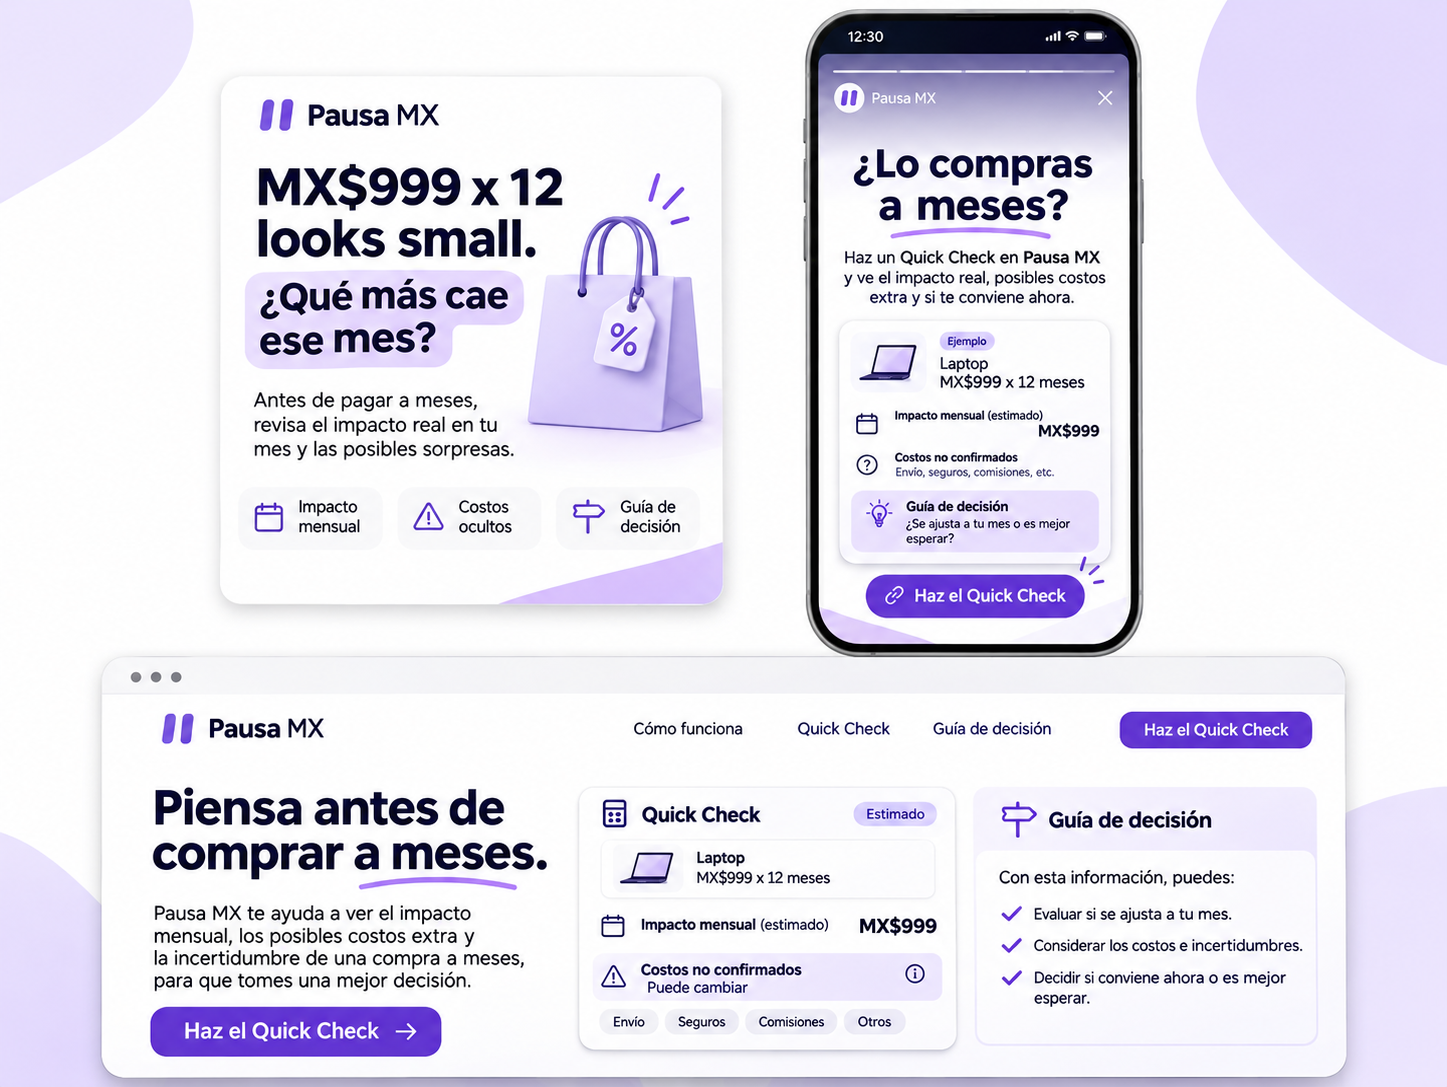 Pausa MX
MX$999 x 12
looks small.
¿Qué más cae
ese mes?
%
Antes de pagar a meses,
revisa el impacto real en tu
mes y las posibles sorpresas.
Impacto
mensual
Costos
ocultos
Guía de
decisión
12:30
Pausa MX
¿Lo compras
a meses?
Haz un Quick Check en Pausa MX
y ve el impacto real, posibles costos
extra y si te conviene ahora.
Ejemplo
Laptop
MX$999 x 12 meses
Impacto mensual (estimado)
MX$999
Costos no confirmados
Envío, seguros, comisiones, etc.
Guía de decisión
¿Se ajusta a tu mes o es mejor
esperar?
Haz el Quick Check
Pausa MX
Cómo funciona
Quick Check
Guía de decisión
Haz el Quick Check
Piensa antes de
comprar a meses.
Pausa MX te ayuda a ver el impacto
mensual, los posibles costos extra y
la incertidumbre de una compra a meses,
para que tomes una mejor decisión.
Haz el Quick Check →
Quick Check
Estimado
Laptop
MX$999 x 12 meses
Impacto mensual (estimado)
MX$999
Costos no confirmados
Puede cambiar
Envío
Seguros
Comisiones
Otros
Guía de decisión
Con esta información, puedes:
Evaluar si se ajusta a tu mes.
Considerar los costos e incertidumbres.
Decidir si conviene ahora o es mejor
esperar.